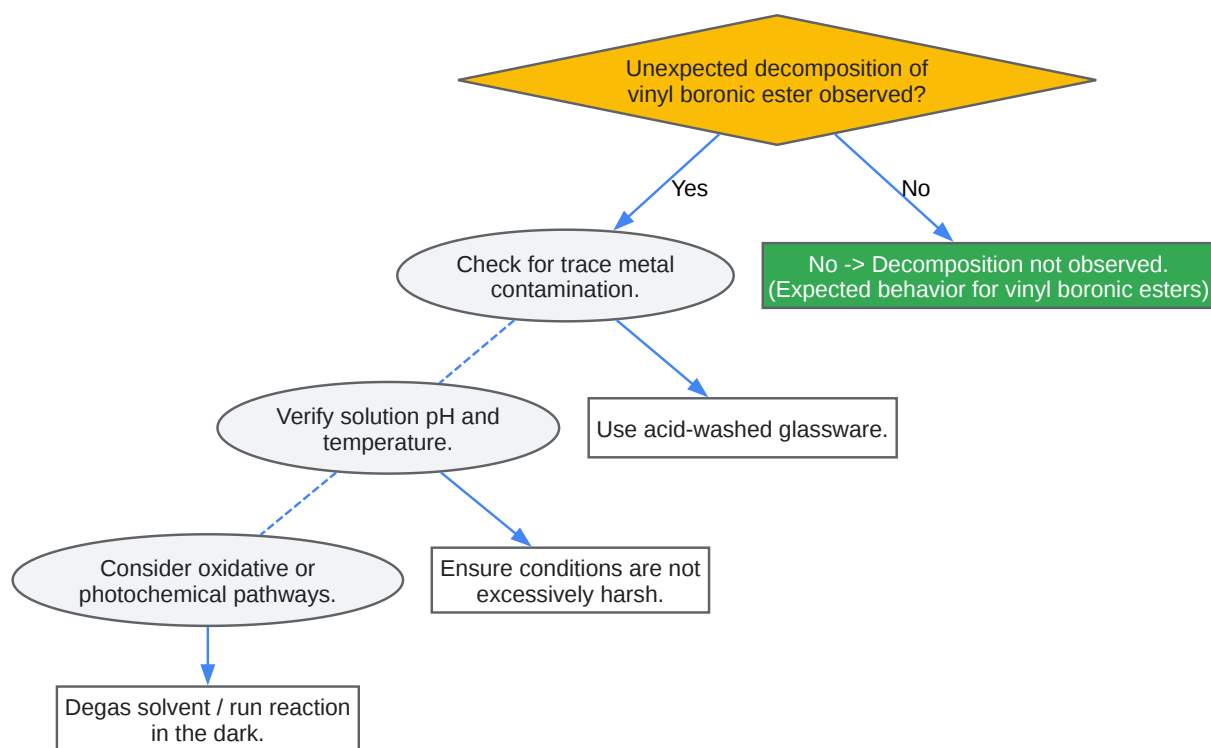 Unexpected decomposition of
vinyl boronic ester observed?
Yes
No
Check for trace metal
contamination.
No -> Decomposition not observed.
(Expected behavior for vinyl boronic esters)
Verify solution pH and
temperature.
Use acid-washed glassware.
Consider oxidative or
photochemical pathways.
Ensure conditions are not
excessively harsh.
Degas solvent / run reaction
in the dark.